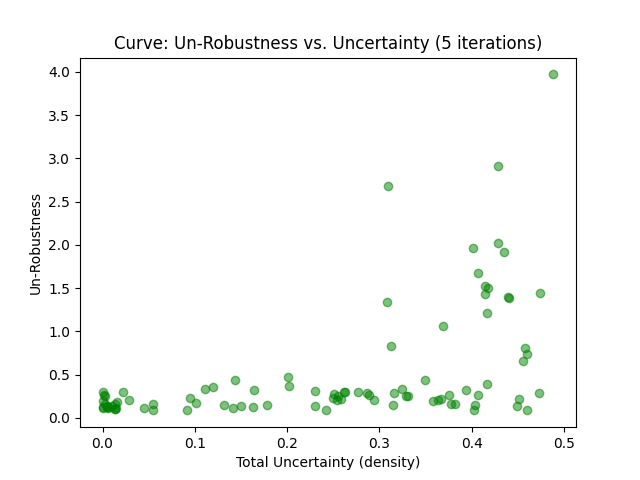 Curve: Un-Robustness vs. Uncertainty (5 iterations)
4.0
3.5
3.0
2.5
2.0
1.5
1.0
0.5
0.0
Un-Robustness
0.0 0.1 0.2 0.3 0.4 0.5
Total Uncertainty (density)